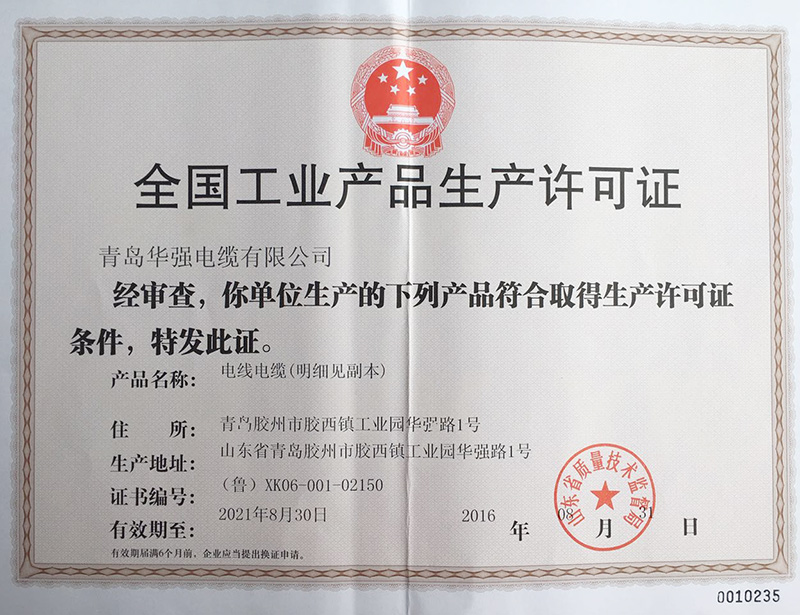 全国工业产品生产许可证
青岛华强电缆有限公司
经审查，你单位生产的下列产品符合取得生产许可证
条件，特发此证。
产品名称： 电线电缆(明细见副本)
住 所： 青岛胶州市胶西镇工业园华强路1号
生产地址： 山东省青岛胶州市胶西镇工业园华强路1号
证书编号： （鲁）XK06-001-02150
有效期至： 2021年8月30日
2016 年 08 月 31 日
山东省质量技术监督局
有效期届满6个月前，企业应当提出换证申请。
0010235